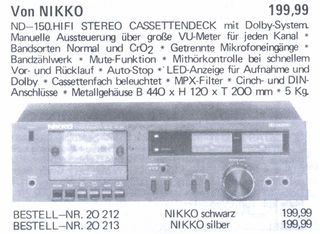 Von NIKKO 199,99
ND-150.HIFI STEREO CASSETTENDECK mit Dolby-System.
Manuelle Aussteuerung über große VU-Meter für jeden Kanal *
Bandsorten Normal und CrO2 * Getrennte Mikrofoneingänge *
Bandzählwerk * Mute-Funktion * Mithörkontrolle bei schnellem
Vor- und Rücklauf * Auto-Stop * LED-Anzeige für Aufnahme und
Dolby * Cassettenfach beleuchtet * MPX-Filter * Cinch- und DIN-
Anschlüsse * Metallgehäuse B 440 x H 120 x T 200 mm * 5 Kg.
NIKKO
BESTELL-NR. 20 212 NIKKO schwarz 199,99
BESTELL-NR. 20 213 NIKKO silber 199,99